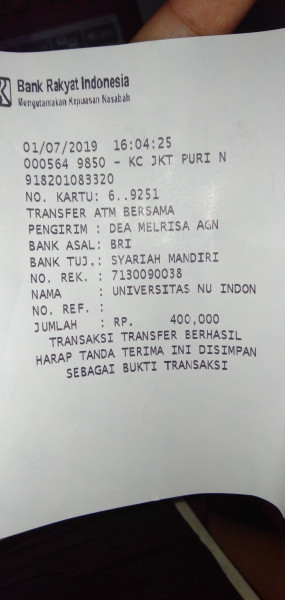 Bank Rakyat Indonesia
Mengutamakan Kepuasan Nasabah
01/07/2019 16:04:25
000564 9850 - KC JKT PURI N
918201083320
NO. KARTU: 6..9251
TRANSFER ATM BERSAMA
PENGIRIM : DEA MELRISA AGN
BANK ASAL: BRI
BANK TUJ.: SYARIAH MANDIRI
NO. REK. : 7130090038
NAMA : UNIVERSITAS NU INDON
NO. REF. :
JUMLAH : RP. 400,000
TRANSAKSI TRANSFER BERHASIL
HARAP TANDA TERIMA INI DISIMPAN
SEBAGAI BUKTI TRANSAKSI